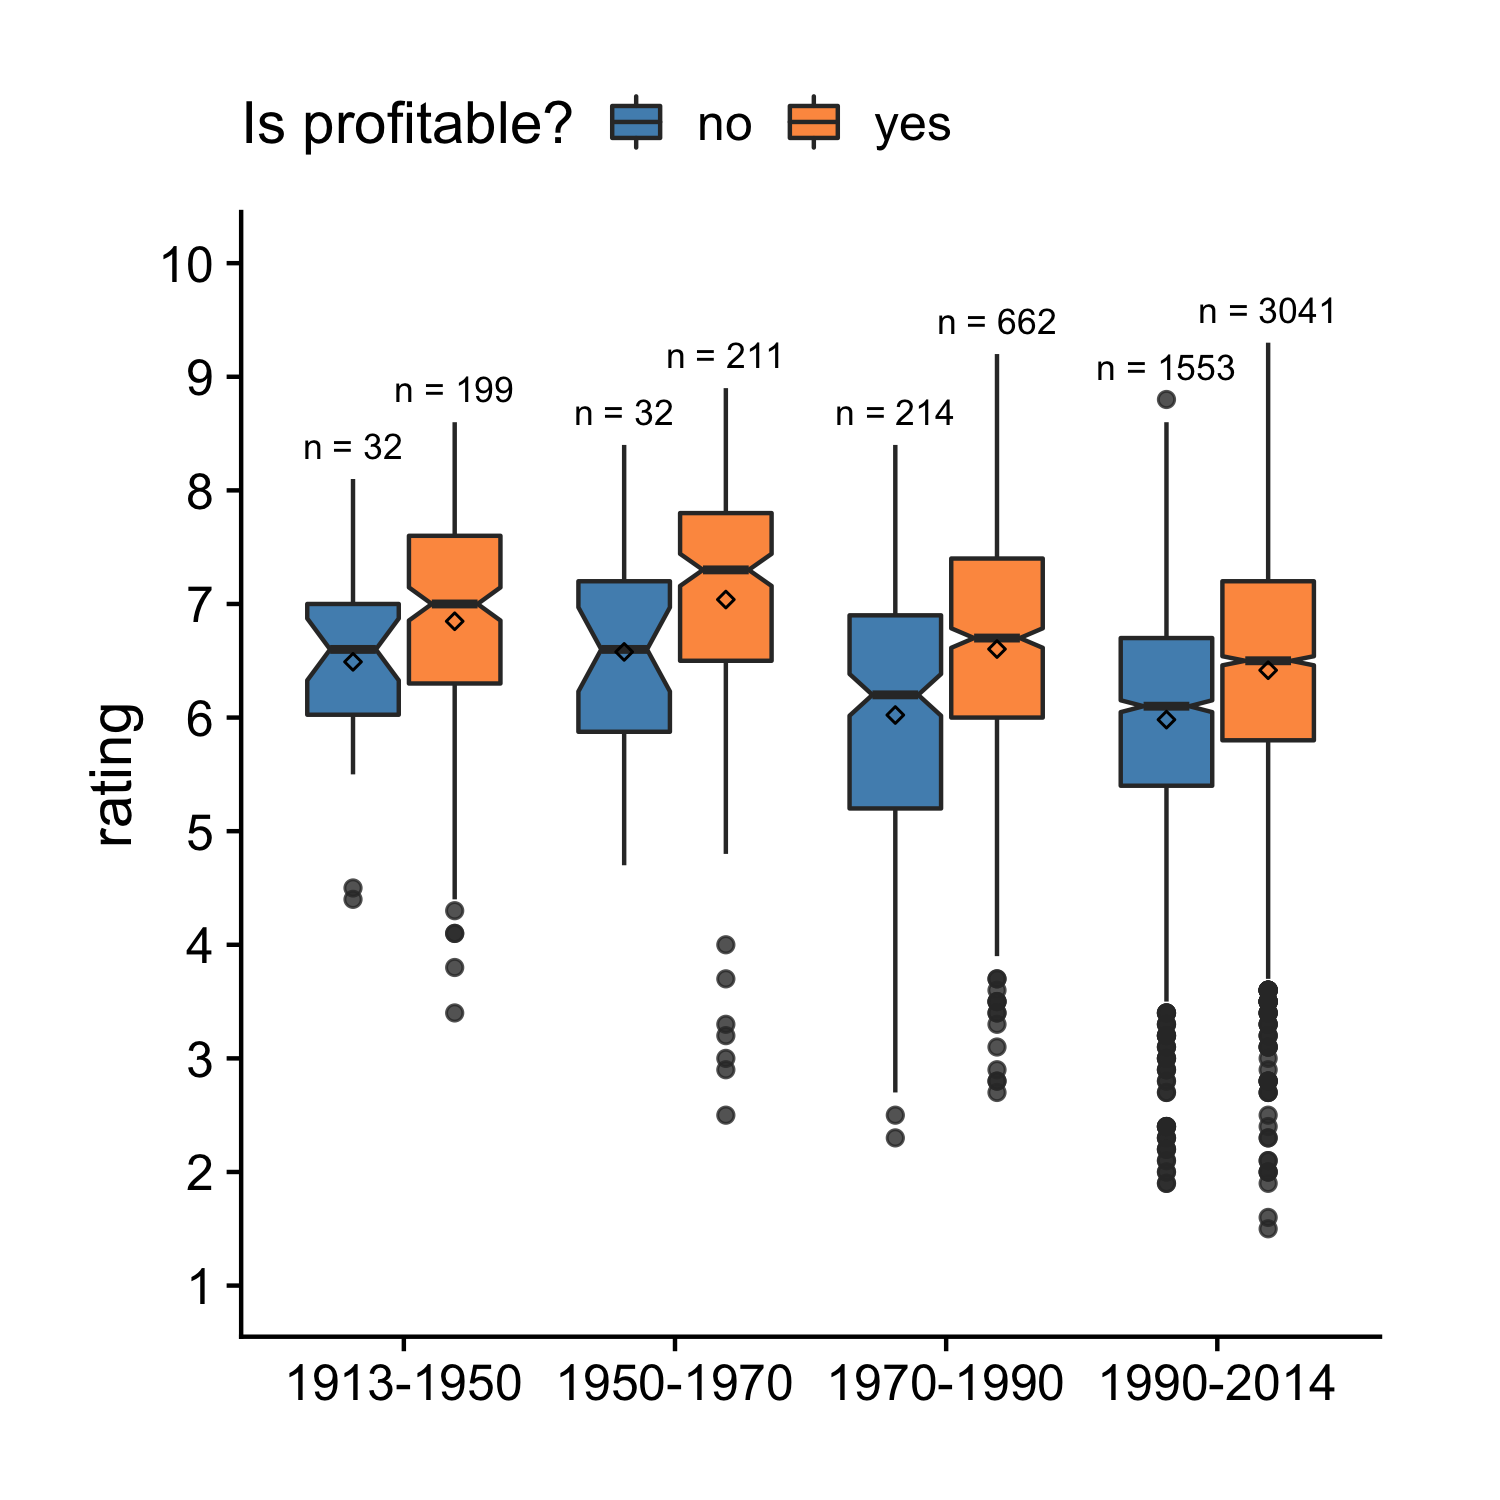 Is profitable? no yes
10
9
8
7
6
5
4
3
2
1
rating
n = 32
n = 199
n = 32
n = 211
n = 214
n = 662
n = 1553
n = 3041
1913-1950 1950-1970 1970-1990 1990-2014